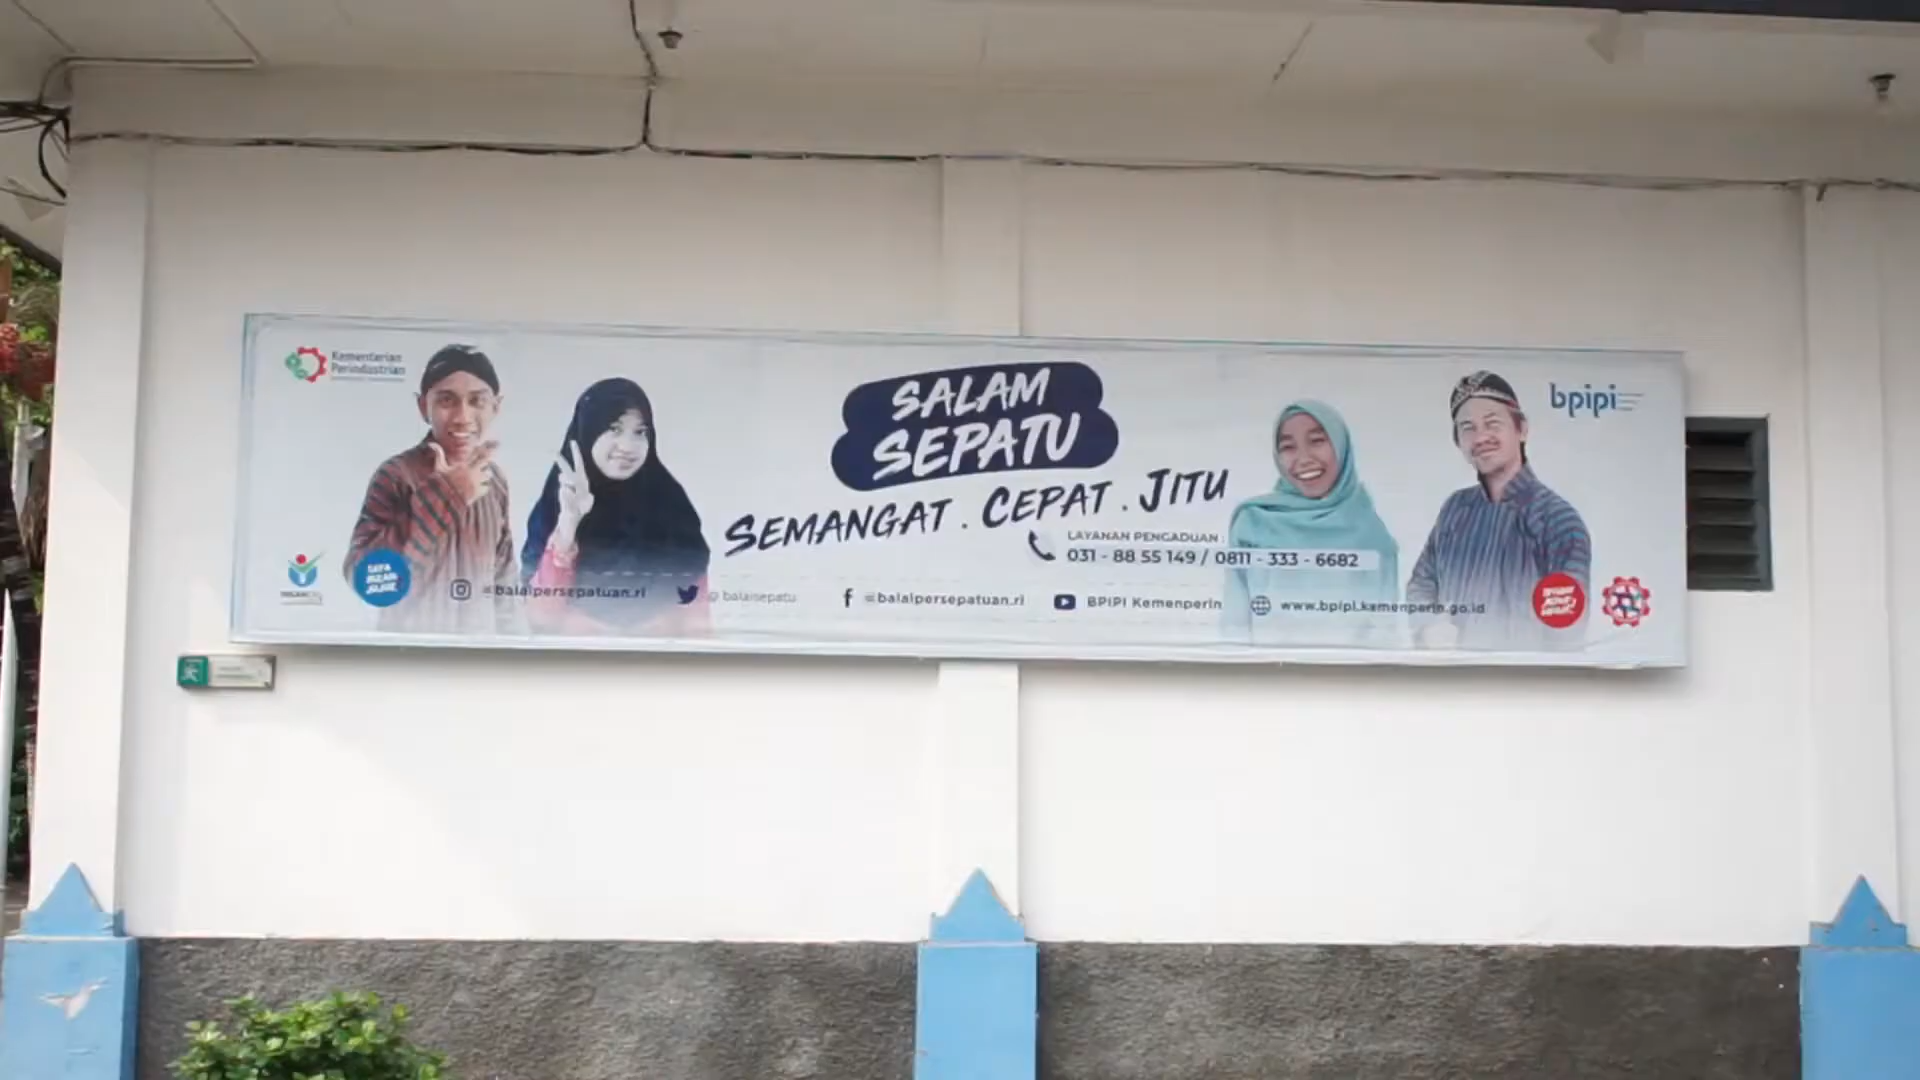 Kementerian
Perindustrian
bpipi
SALAM
SEPATU
SEMANGAT . CEPAT . JITU
LAYANAN PENGADUAN :
031 - 88 55 149 / 0811 - 333 - 6682
@balaipersepatuan.ri
@balaisepatu
@balaipersepatuan.ri
BPIPI Kemenperin
www.bpipi.kemenperin.go.id